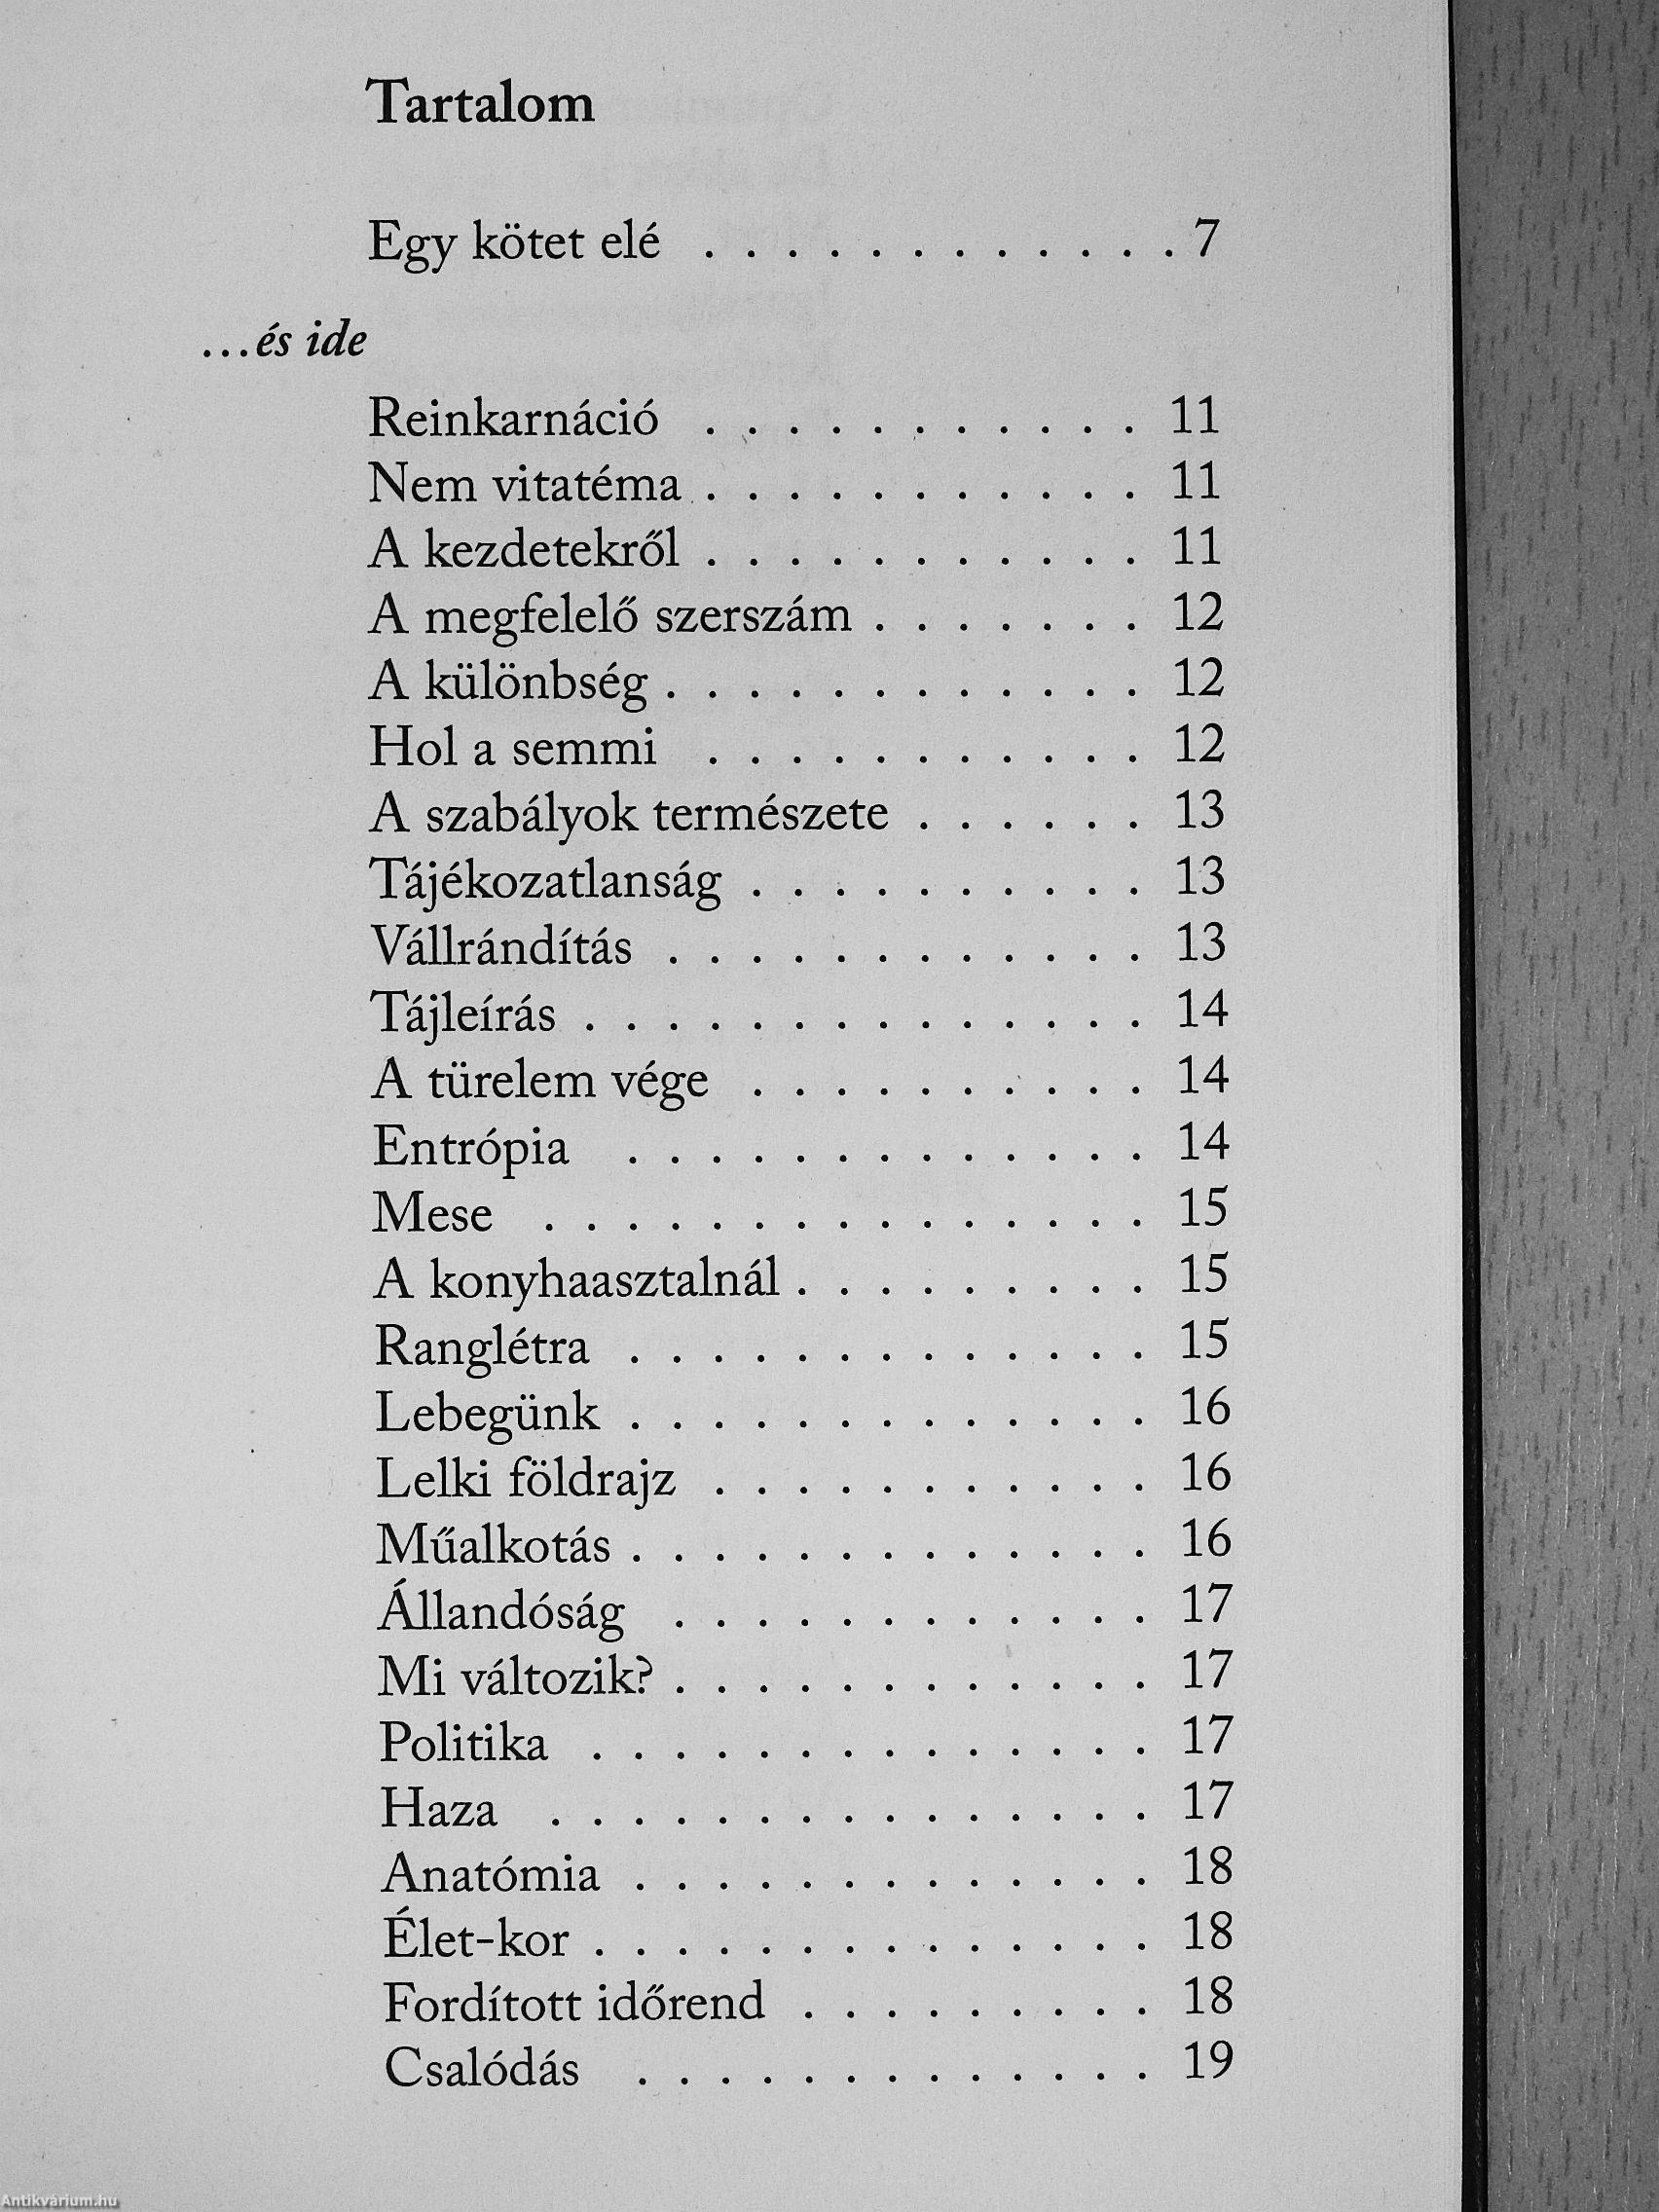 Tartalom
Egy kötet elé . . . . . . . . . . . . 7
...és ide
Reinkarnáció . . . . . . . . . . . 11
Nem vitatéma . . . . . . . . . . . 11
A kezdetekről . . . . . . . . . . . 11
A megfelelő szerszám . . . . . . . 12
A különbség . . . . . . . . . . . . 12
Hol a semmi . . . . . . . . . . . 12
A szabályok természete . . . . . . 13
Tájékozatlanság . . . . . . . . . . 13
Vállrándítás . . . . . . . . . . . . 13
Tájleírás . . . . . . . . . . . . . . 14
A türelem vége . . . . . . . . . . 14
Entrópia . . . . . . . . . . . . . 14
Mese . . . . . . . . . . . . . . . 15
A konyhaasztalnál . . . . . . . . . 15
Ranglétra . . . . . . . . . . . . . 15
Lebegünk . . . . . . . . . . . . . 16
Lelki földrajz . . . . . . . . . . . 16
Műalkotás . . . . . . . . . . . . . 16
Állandóság . . . . . . . . . . . . 17
Mi változik? . . . . . . . . . . . . 17
Politika . . . . . . . . . . . . . . 17
Haza . . . . . . . . . . . . . . . 17
Anatómia . . . . . . . . . . . . . 18
Élet-kor . . . . . . . . . . . . . . 18
Fordított időrend . . . . . . . . . 18
Csalódás . . . . . . . . . . . . . 19
Antikvárium.hu